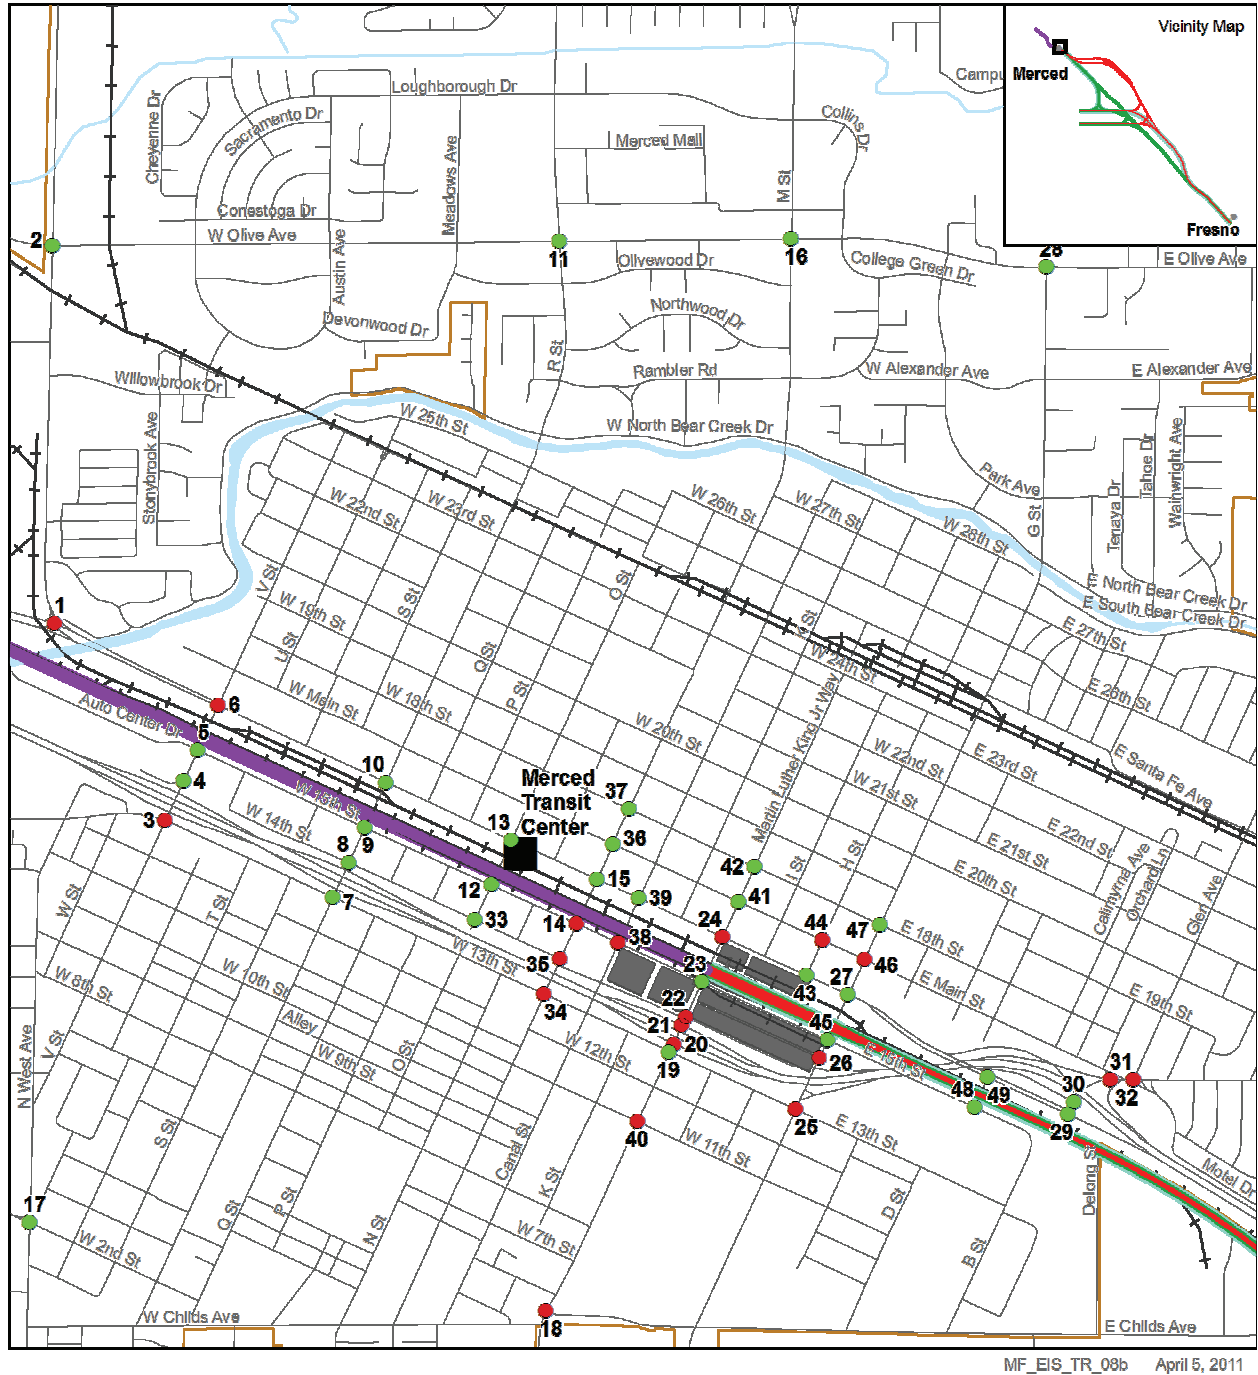 Vicinity Map
Merced
Fresno
Campu
Loughborough Dr
Cheyenne Dr
Sacramento Dr
Collins Dr
Merced Mall
Meadows Ave
M St
Conestoga Dr
W Olive Ave
2
11
16
28
E Olive Ave
Austin Ave
Olivewood Dr
College Green Dr
Devonwood Dr
Northwood Dr
R St
Willowbrook Dr
Rambler Rd
W Alexander Ave
E Alexander Ave
W 25th St
W North Bear Creek Dr
Stonybrook Ave
Park Ave
Tahoe Dr
Wainwright Ave
W 22nd St
W 23rd St
W 26th St
W 27th St
W 28th St
G St
Tenaya Dr
V St
S St
O St
E North Bear Creek Dr
E South Bear Creek Dr
1
W 19th St
K St
E 27th St
U St
Q St
W 24th St
E 26th St
6
W Main St
W 18th St
P St
Auto Center Dr
5
W 20th St
Martin Luther King Jr Way
W 22nd St
E 23rd St
E Santa Fe Ave
4
10
Merced
Transit
Center
37
W 21st St
3
W 14th St
W 15th St
13
36
E 22nd St
8
9
E 21st St
I St
H St
E 20th St
Calimyrna Ave
Orchard Ln
Glen Ave
42
7
12
15
39
41
W St
T St
33
14
38
24
44
47
E 18th St
W 13th St
35
23
46
W 8th St
W 10th St
34
22
43
27
E Main St
E 19th St
Alley
21
45
N West Ave
V St
W 9th St
O St
W 12th St
20
19
26
E 15th St
48
49
30
31
32
29
S St
Canal St
40
W 11th St
25
E 13th St
K St
Delong St
Motel Dr
17
Q St
P St
N St
D St
W 2nd St
W 7th St
B St
W Childs Ave
18
E Childs Ave
MF_EIS_TR_08b
April 5, 2011